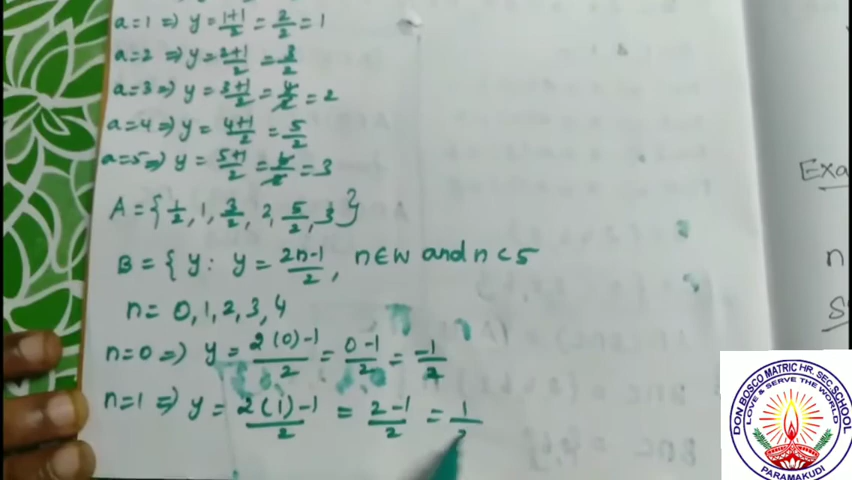 a=1 => y = 1+1/2 = 2/2 = 1
a=2 => y = 2+1/2 = 3/2
a=3 => y = 3+1/2 = 4/2 = 2
a=4 => y = 4+1/2 = 5/2
a=5 => y = 5+1/2 = 6/2 = 3
A = {1/2, 1, 3/2, 2, 5/2, 3}
B = { y : y = 2n-1/2, n∈W and n<5
n = 0, 1, 2, 3, 4
n=0 => y = 2(0)-1/2 = 0-1/2 = -1/2
n=1 => y = 2(1)-1/2 = 2-1/2 = 1/2
Exa
n
DON BOSCO MATRIC HR. SEC. SCHOOL
LOVE & SERVE THE WORLD
PARAMAKUDI